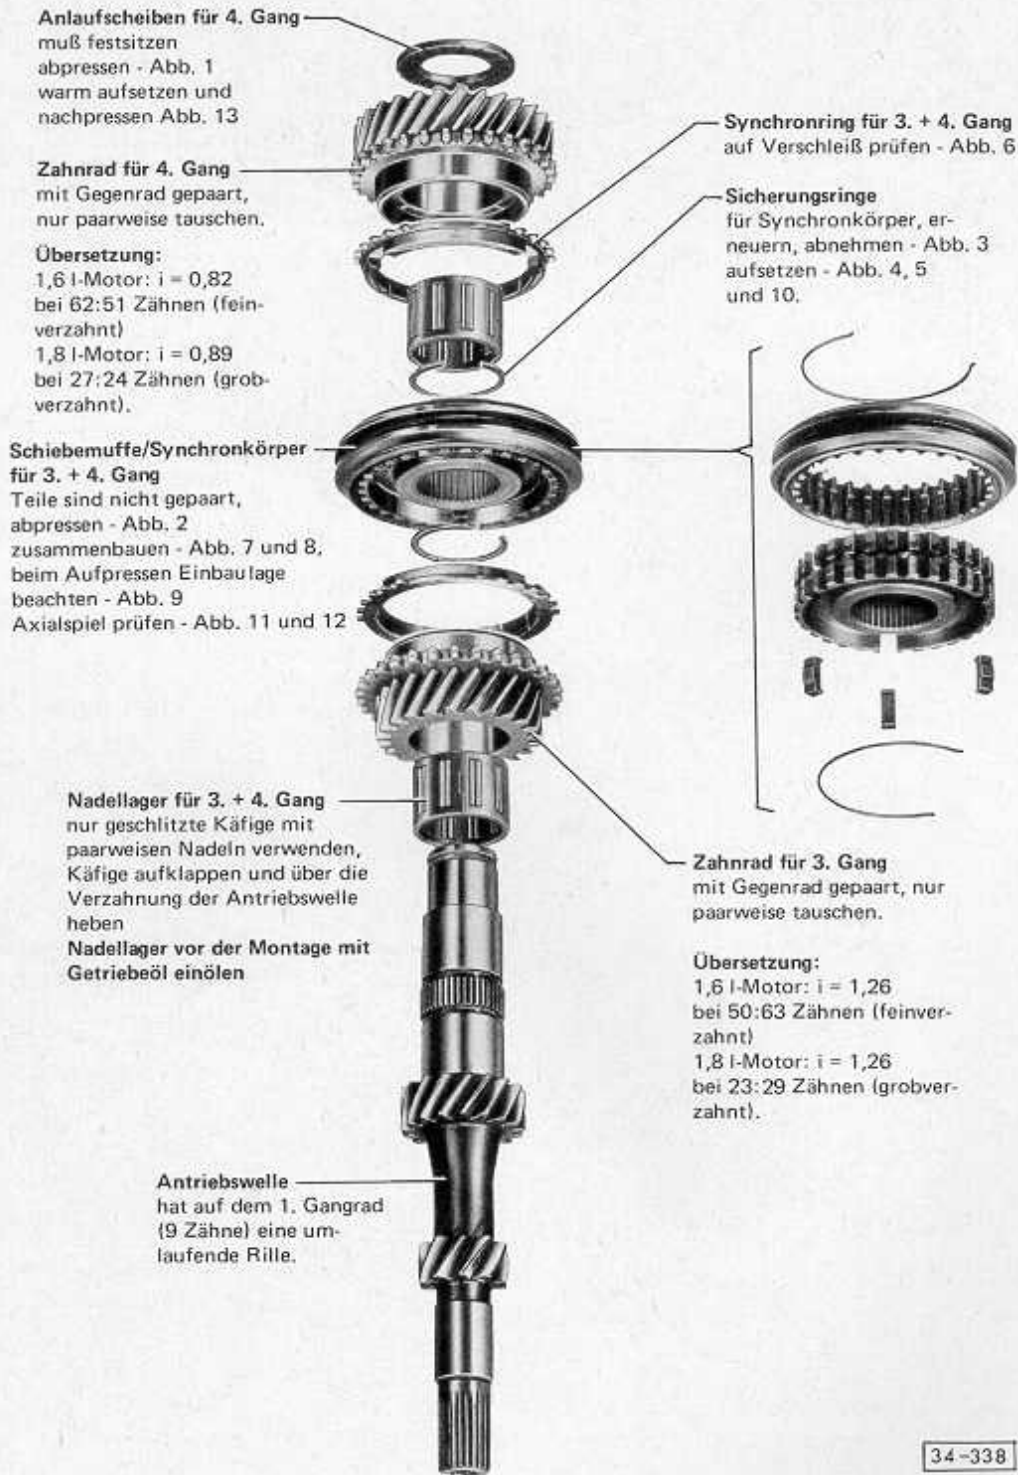 Anlaufscheiben für 4. Gang
muß festsitzen
abpressen - Abb. 1
warm aufsetzen und
nachpressen Abb. 13
Zahnrad für 4. Gang
mit Gegenrad gepaart,
nur paarweise tauschen.
Übersetzung:
1,6 l-Motor: i = 0,82
bei 62:51 Zähnen (fein-
verzahnt)
1,8 l-Motor: i = 0,89
bei 27:24 Zähnen (grob-
verzahnt).
Schiebemuffe/Synchronkörper
für 3. + 4. Gang
Teile sind nicht gepaart,
abpressen - Abb. 2
zusammenbauen - Abb. 7 und 8,
beim Aufpressen Einbaulage
beachten - Abb. 9
Axialspiel prüfen - Abb. 11 und 12
Nadellager für 3. + 4. Gang
nur geschlitzte Käfige mit
paarweisen Nadeln verwenden,
Käfige aufklappen und über die
Verzahnung der Antriebswelle
heben
Nadellager vor der Montage mit
Getriebeöl einölen
Antriebswelle
hat auf dem 1. Gangrad
(9 Zähne) eine um-
laufende Rille.
Synchronring für 3. + 4. Gang
auf Verschleiß prüfen - Abb. 6
Sicherungsringe
für Synchronkörper, er-
neuern, abnehmen - Abb. 3
aufsetzen - Abb. 4, 5
und 10.
Zahnrad für 3. Gang
mit Gegenrad gepaart, nur
paarweise tauschen.
Übersetzung:
1,6 l-Motor: i = 1,26
bei 50:63 Zähnen (feinver-
zahnt)
1,8 l-Motor: i = 1,26
bei 23:29 Zähnen (grobver-
zahnt).
34-338